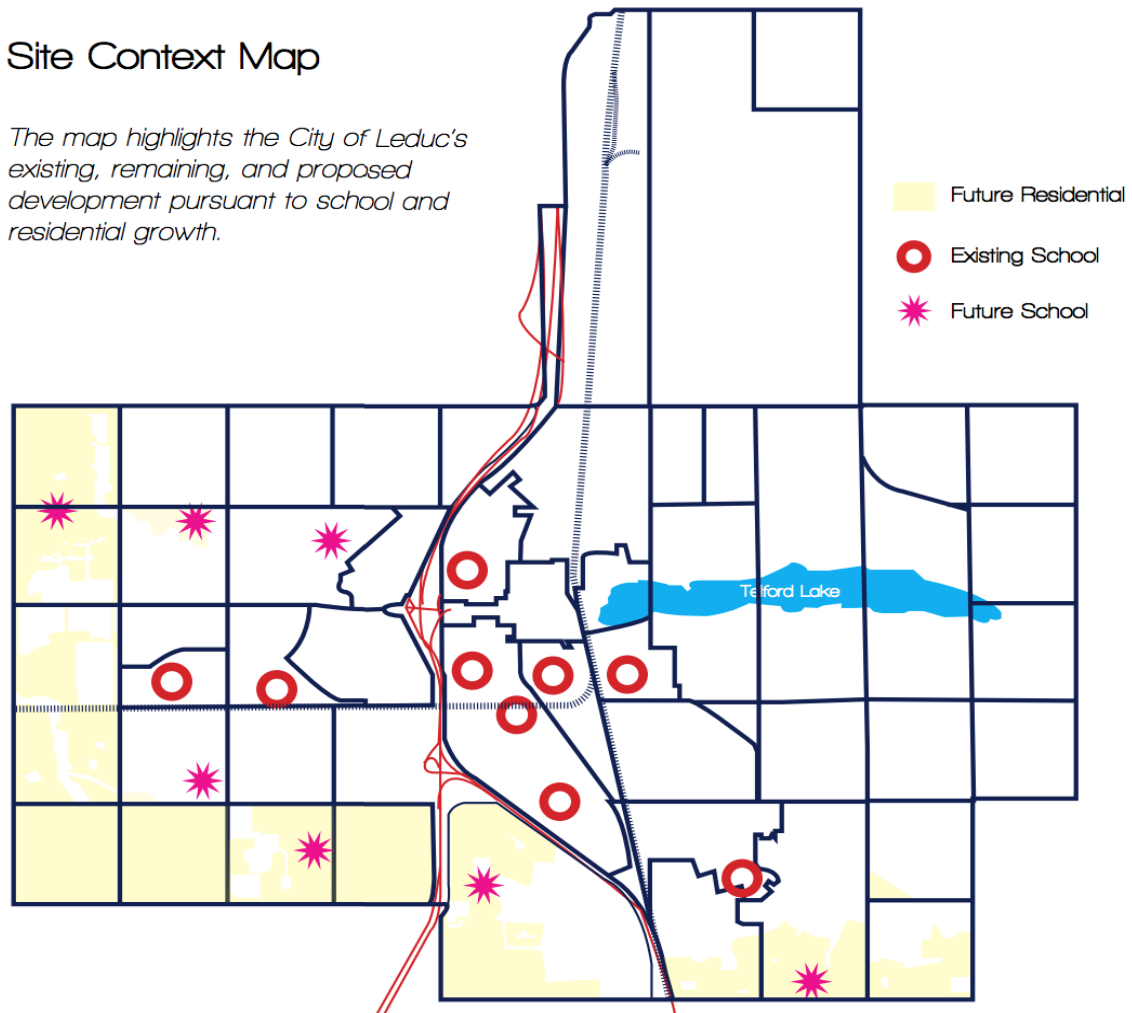 Site Context Map
The map highlights the City of Leduc's
existing, remaining, and proposed
development pursuant to school and
residential growth.
Future Residential
Existing School
Future School
Telford Lake